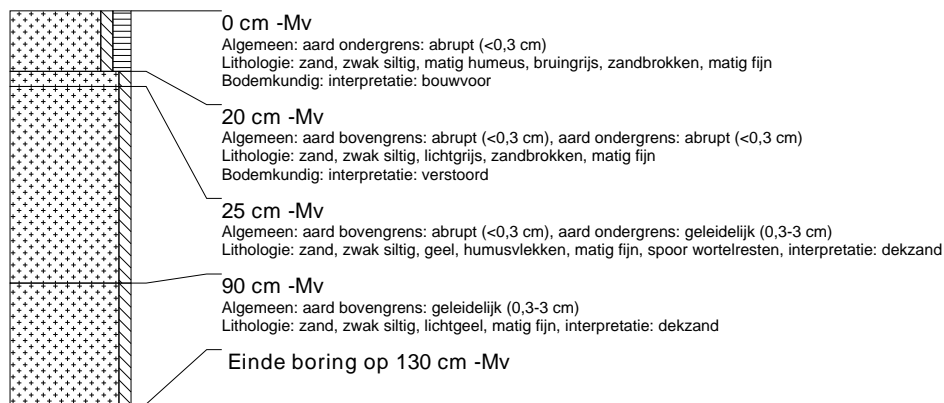 0 cm -Mv
Algemeen: aard ondergrens: abrupt (<0,3 cm)
Lithologie: zand, zwak siltig, matig humeus, bruingrijs, zandbrokken, matig fijn
Bodemkundig: interpretatie: bouwvoor
20 cm -Mv
Algemeen: aard bovengrens: abrupt (<0,3 cm), aard ondergrens: abrupt (<0,3 cm)
Lithologie: zand, zwak siltig, lichtgrijs, zandbrokken, matig fijn
Bodemkundig: interpretatie: verstoord
25 cm -Mv
Algemeen: aard bovengrens: abrupt (<0,3 cm), aard ondergrens: geleidelijk (0,3-3 cm)
Lithologie: zand, zwak siltig, geel, humusvlekken, matig fijn, spoor wortelresten, interpretatie: dekzand
90 cm -Mv
Algemeen: aard bovengrens: geleidelijk (0,3-3 cm)
Lithologie: zand, zwak siltig, lichtgeel, matig fijn, interpretatie: dekzand
Einde boring op 130 cm -Mv